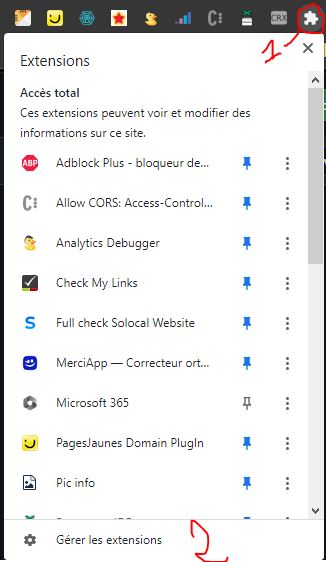 CRX
1
Extensions
Accès total
Ces extensions peuvent voir et modifier des
informations sur ce site.
ABP Adblock Plus - bloqueur de...
C Allow CORS: Access-Control...
Analytics Debugger
Check My Links
S Full check Solocal Website
MerciApp — Correcteur ort...
Microsoft 365
PagesJaunes Domain PlugIn
Pic info
Gérer les extensions
2